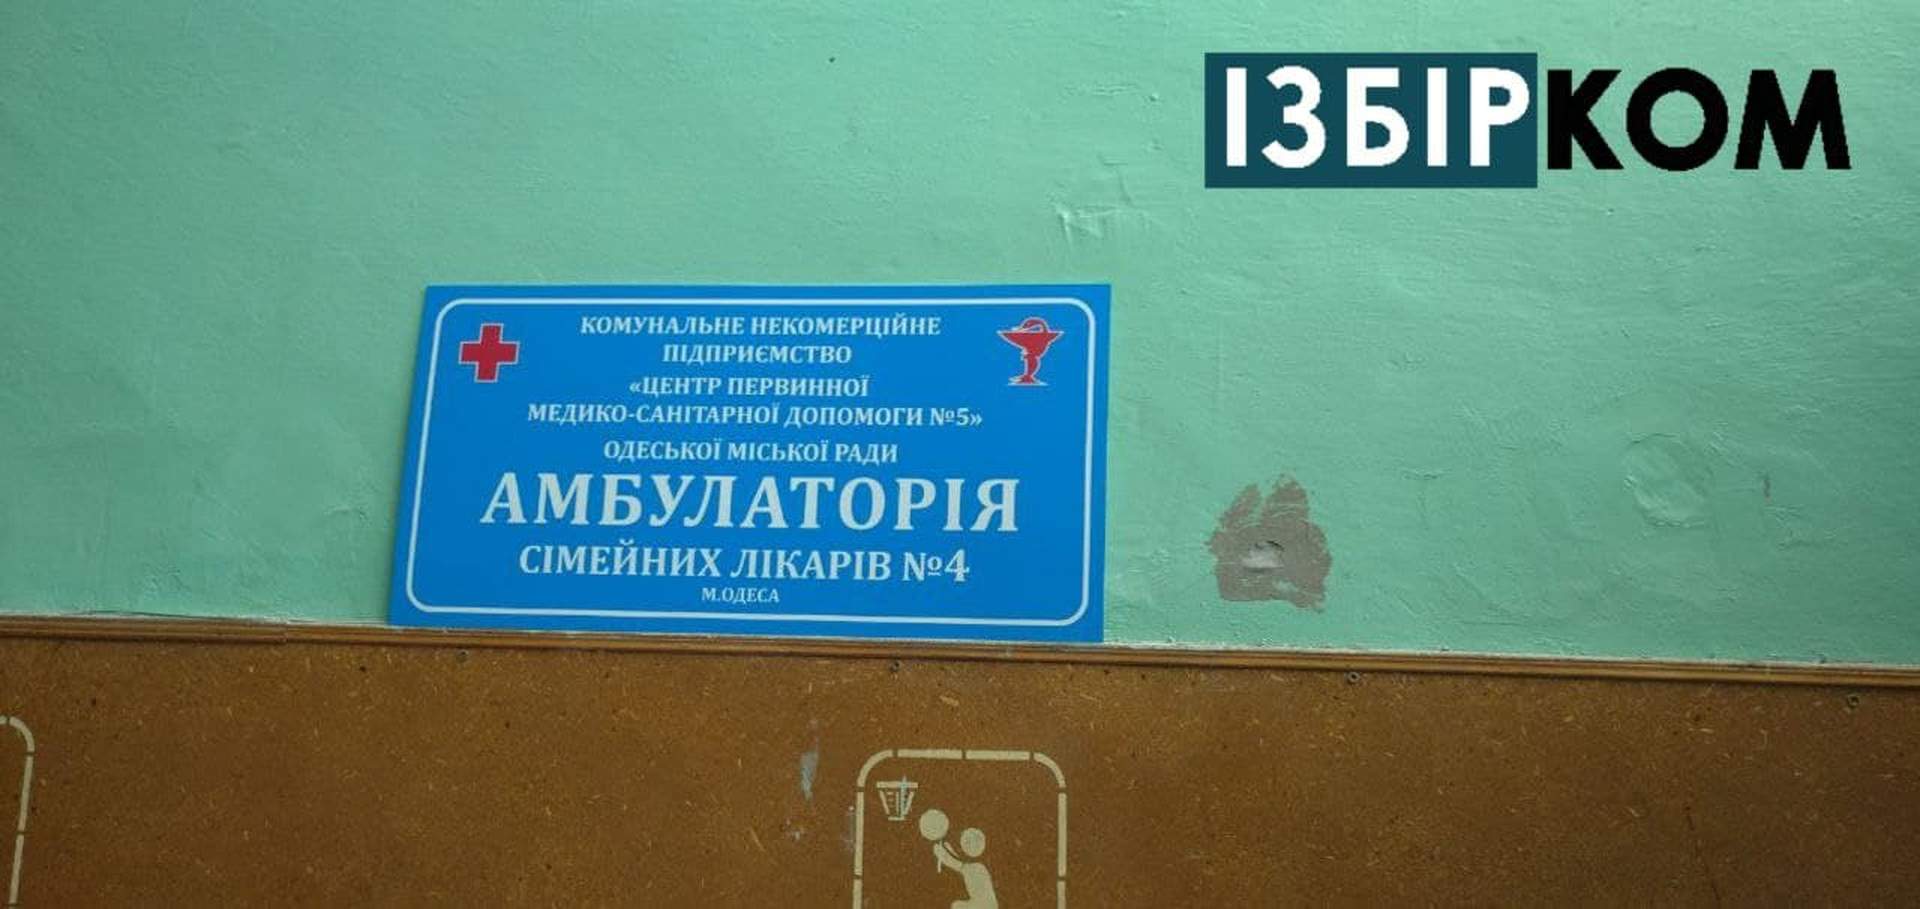 ІЗБІРКОМ
КОМУНАЛЬНЕ НЕКОМЕРЦІЙНЕ
ПІДПРИЄМСТВО
«ЦЕНТР ПЕРВИННОЇ
МЕДИКО-САНІТАРНОЇ ДОПОМОГИ №5»
ОДЕСЬКОЇ МІСЬКОЇ РАДИ
АМБУЛАТОРІЯ
СІМЕЙНИХ ЛІКАРІВ №4
М.ОДЕСА